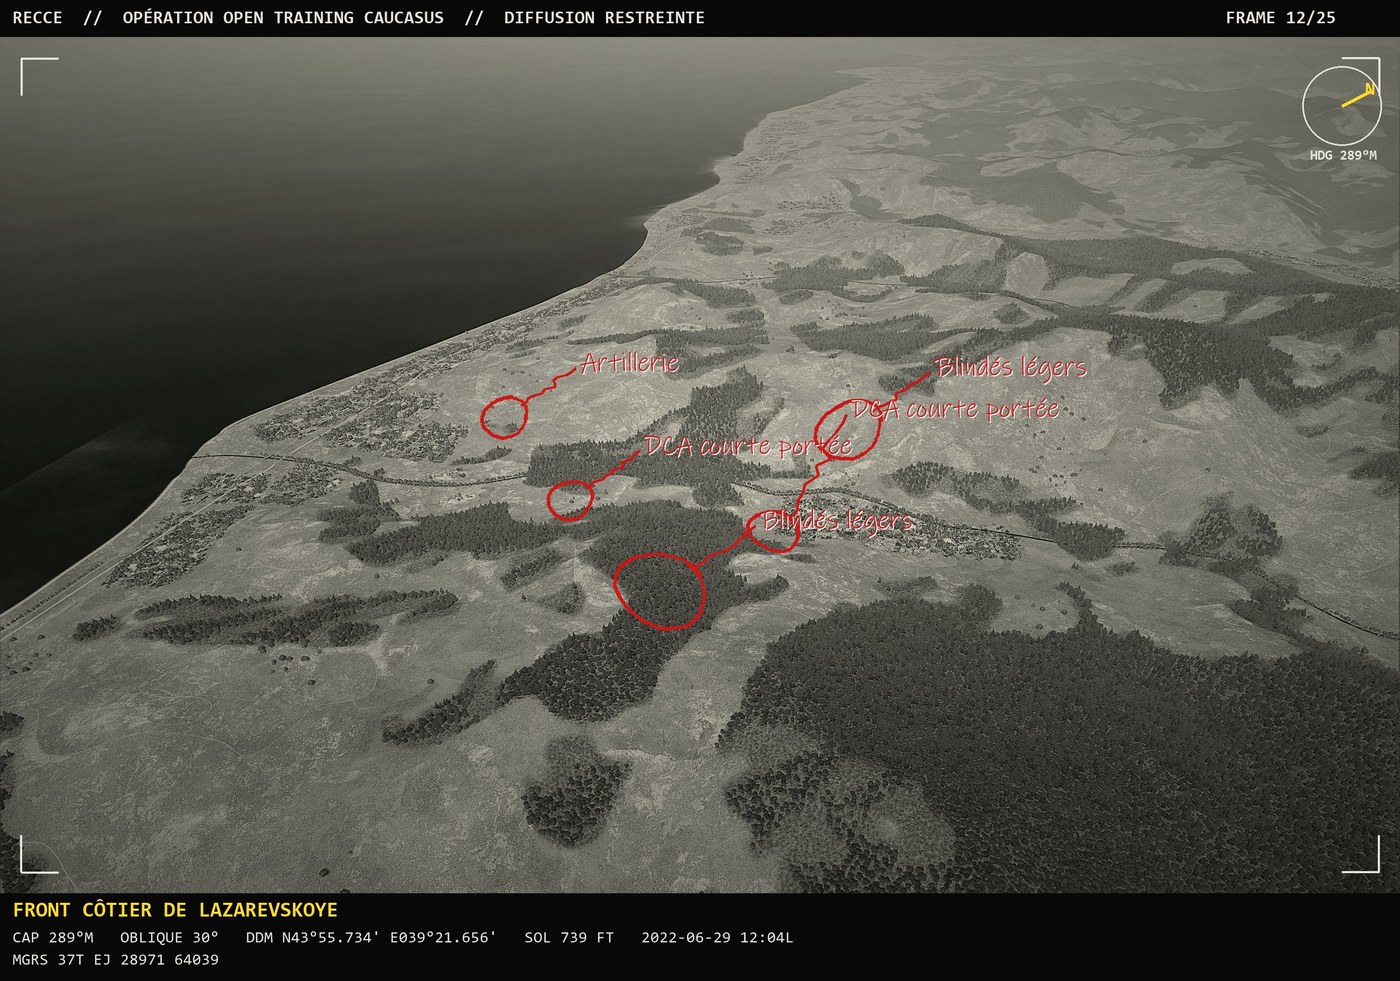 RECCE // OPÉRATION OPEN TRAINING CAUCASUS // DIFFUSION RESTREINTE
FRAME 12/25
N
HDG 289°M
Artillerie
Blindés légers
DCA courte portée
DCA courte portée
Blindés légers
FRONT CÔTIER DE LAZAREVSKOYE
CAP 289°M OBLIQUE 30° DDM N43°55.734' E039°21.656' SOL 739 FT 2022-06-29 12:04L
MGRS 37T EJ 28971 64039